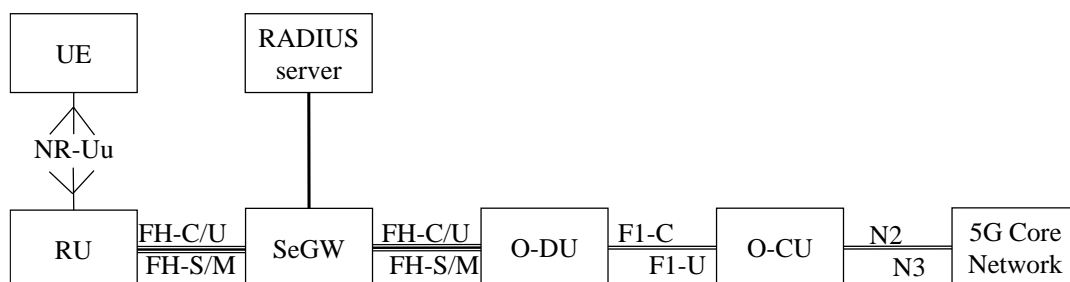 UE
RADIUS
server
NR-Uu
RU
FH-C/U
FH-S/M
SeGW
FH-C/U
FH-S/M
O-DU
F1-C
F1-U
O-CU
N2
N3
5G Core
Network